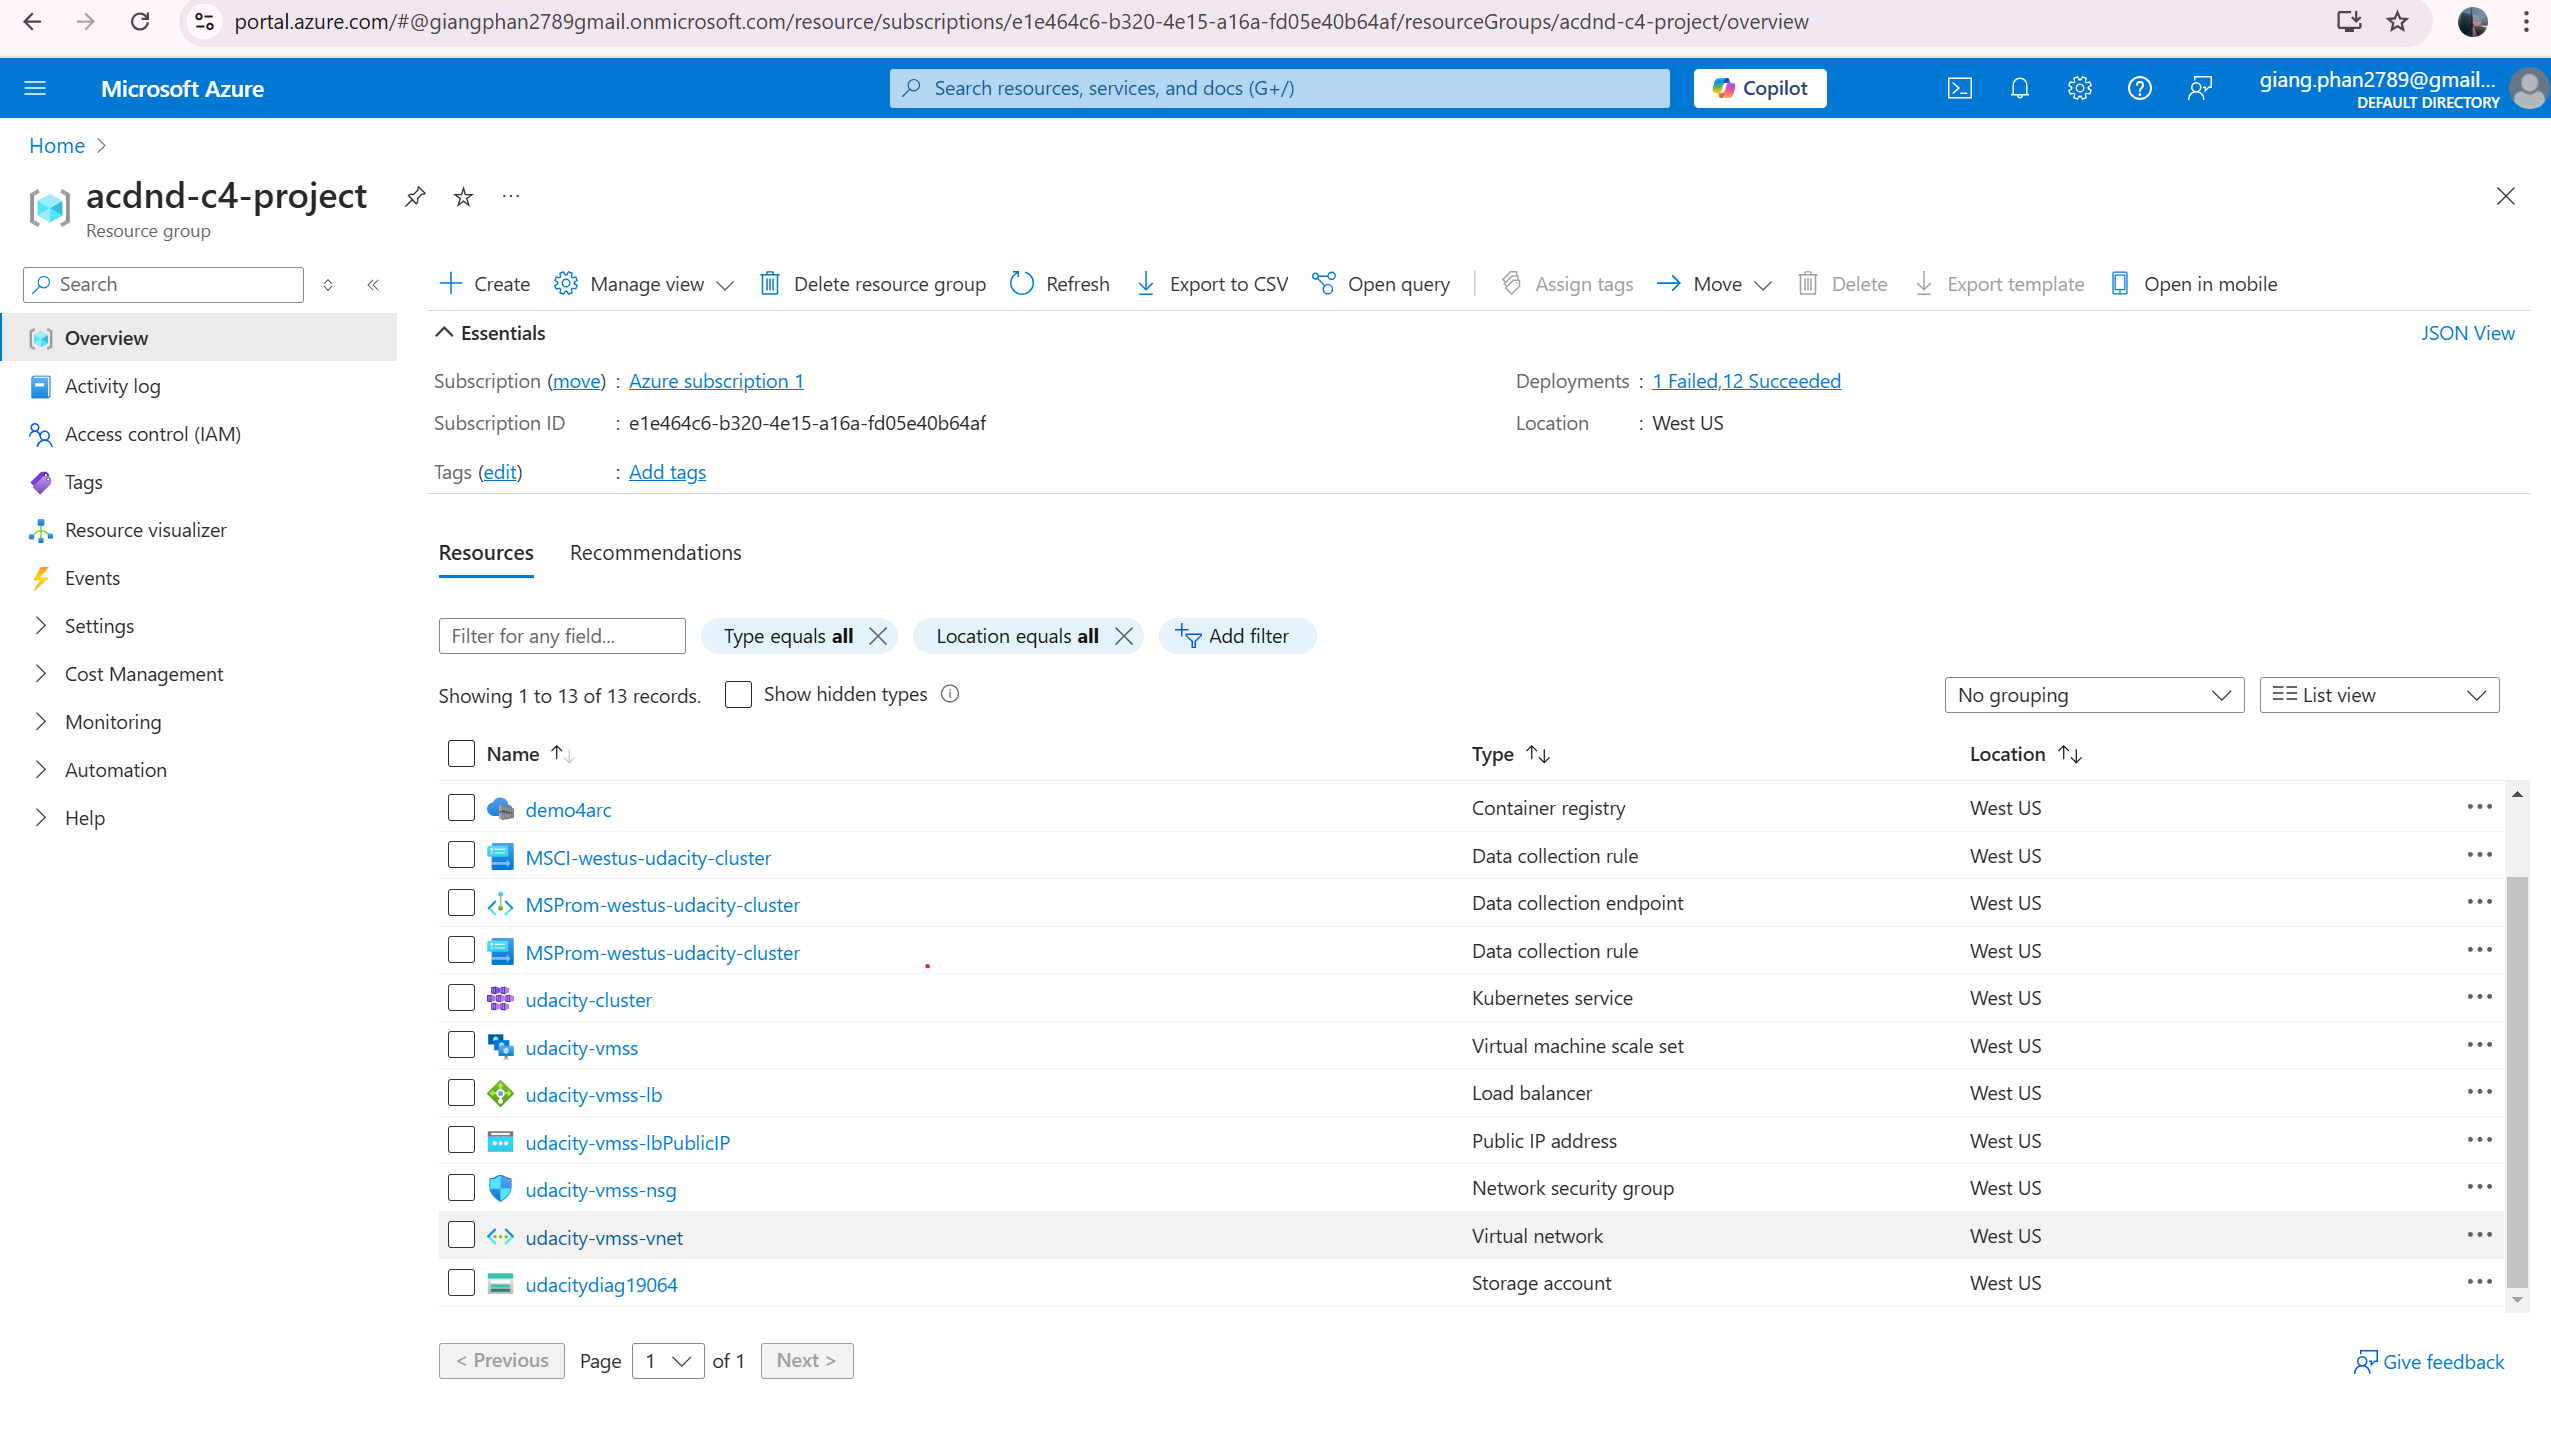 portal.azure.com/#@giangphan2789gmail.onmicrosoft.com/resource/subscriptions/e1e464c6-b320-4e15-a16a-fd05e40b64af/resourceGroups/acdnd-c4-project/overview
Microsoft Azure
Search resources, services, and docs (G+/)
Copilot
giang.phan2789@gmail...
DEFAULT DIRECTORY
Home
acdnd-c4-project
Resource group
Search
Overview
Activity log
Access control (IAM)
Tags
Resource visualizer
Events
Settings
Cost Management
Monitoring
Automation
Help
Create Manage view Delete resource group Refresh Export to CSV Open query Assign tags Move Delete Export template Open in mobile
Essentials JSON View
Subscription (move) : Azure subscription 1 Deployments : 1 Failed,12 Succeeded
Subscription ID : e1e464c6-b320-4e15-a16a-fd05e40b64af Location : West US
Tags (edit) : Add tags
Resources Recommendations
Filter for any field... Type equals all Location equals all Add filter
Showing 1 to 13 of 13 records. Show hidden types No grouping List view
Name Type Location
demo4arc Container registry West US
MSCI-westus-udacity-cluster Data collection rule West US
MSProm-westus-udacity-cluster Data collection endpoint West US
MSProm-westus-udacity-cluster Data collection rule West US
udacity-cluster Kubernetes service West US
udacity-vmss Virtual machine scale set West US
udacity-vmss-lb Load balancer West US
udacity-vmss-lbPublicIP Public IP address West US
udacity-vmss-nsg Network security group West US
udacity-vmss-vnet Virtual network West US
udacitydiag19064 Storage account West US
< Previous Page 1 of 1 Next > Give feedback